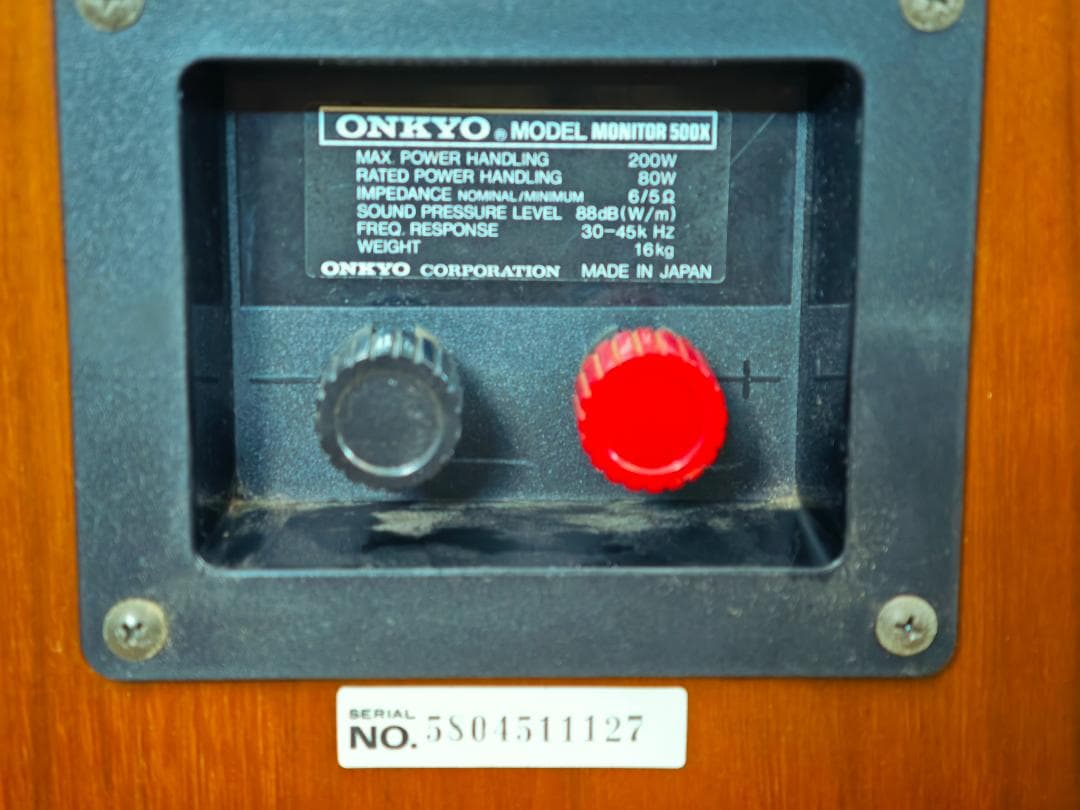 ONKYO® MODEL MONITOR 500X
MAX. POWER HANDLING 200W
RATED POWER HANDLING 80W
IMPEDANCE NOMINAL/MINIMUM 6/5Ω
SOUND PRESSURE LEVEL 88dB(W/m)
FREQ. RESPONSE 30-45k Hz
WEIGHT 16kg
ONKYO CORPORATION MADE IN JAPAN
− +
SERIAL
NO. 5804511127